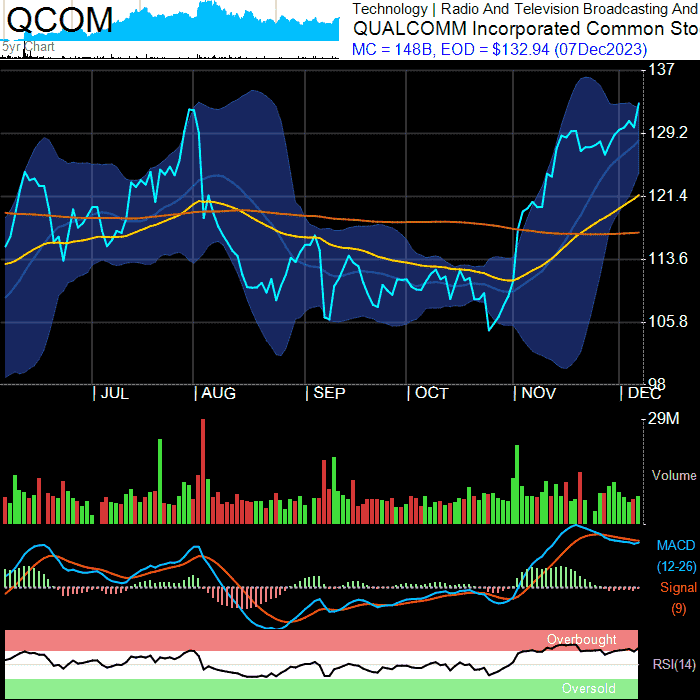 QCOM
5yr Chart
Technology | Radio And Television Broadcasting And
QUALCOMM Incorporated Common Sto
MC = 148B, EOD = $132.94 (07Dec2023)
137
129.2
121.4
113.6
105.8
98
JUL AUG SEP OCT NOV DEC
29M
Volume
MACD
(12-26)
Signal
(9)
Overbought
RSI(14)
Oversold